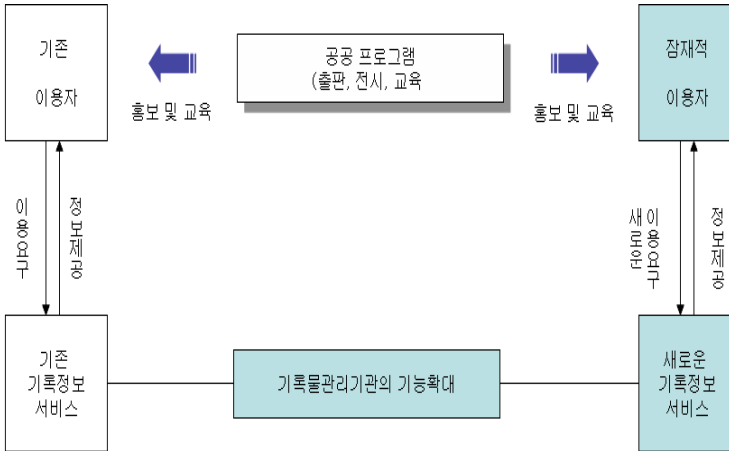 기존
이용자
공공 프로그램
(출판, 전시, 교육
잠재적
이용자
홍보 및 교육
홍보 및 교육
이용요구
정보제공
새로운
이용요구
정보제공
기존
기록정보
서비스
기록물관리기관의 기능확대
새로운
기록정보
서비스